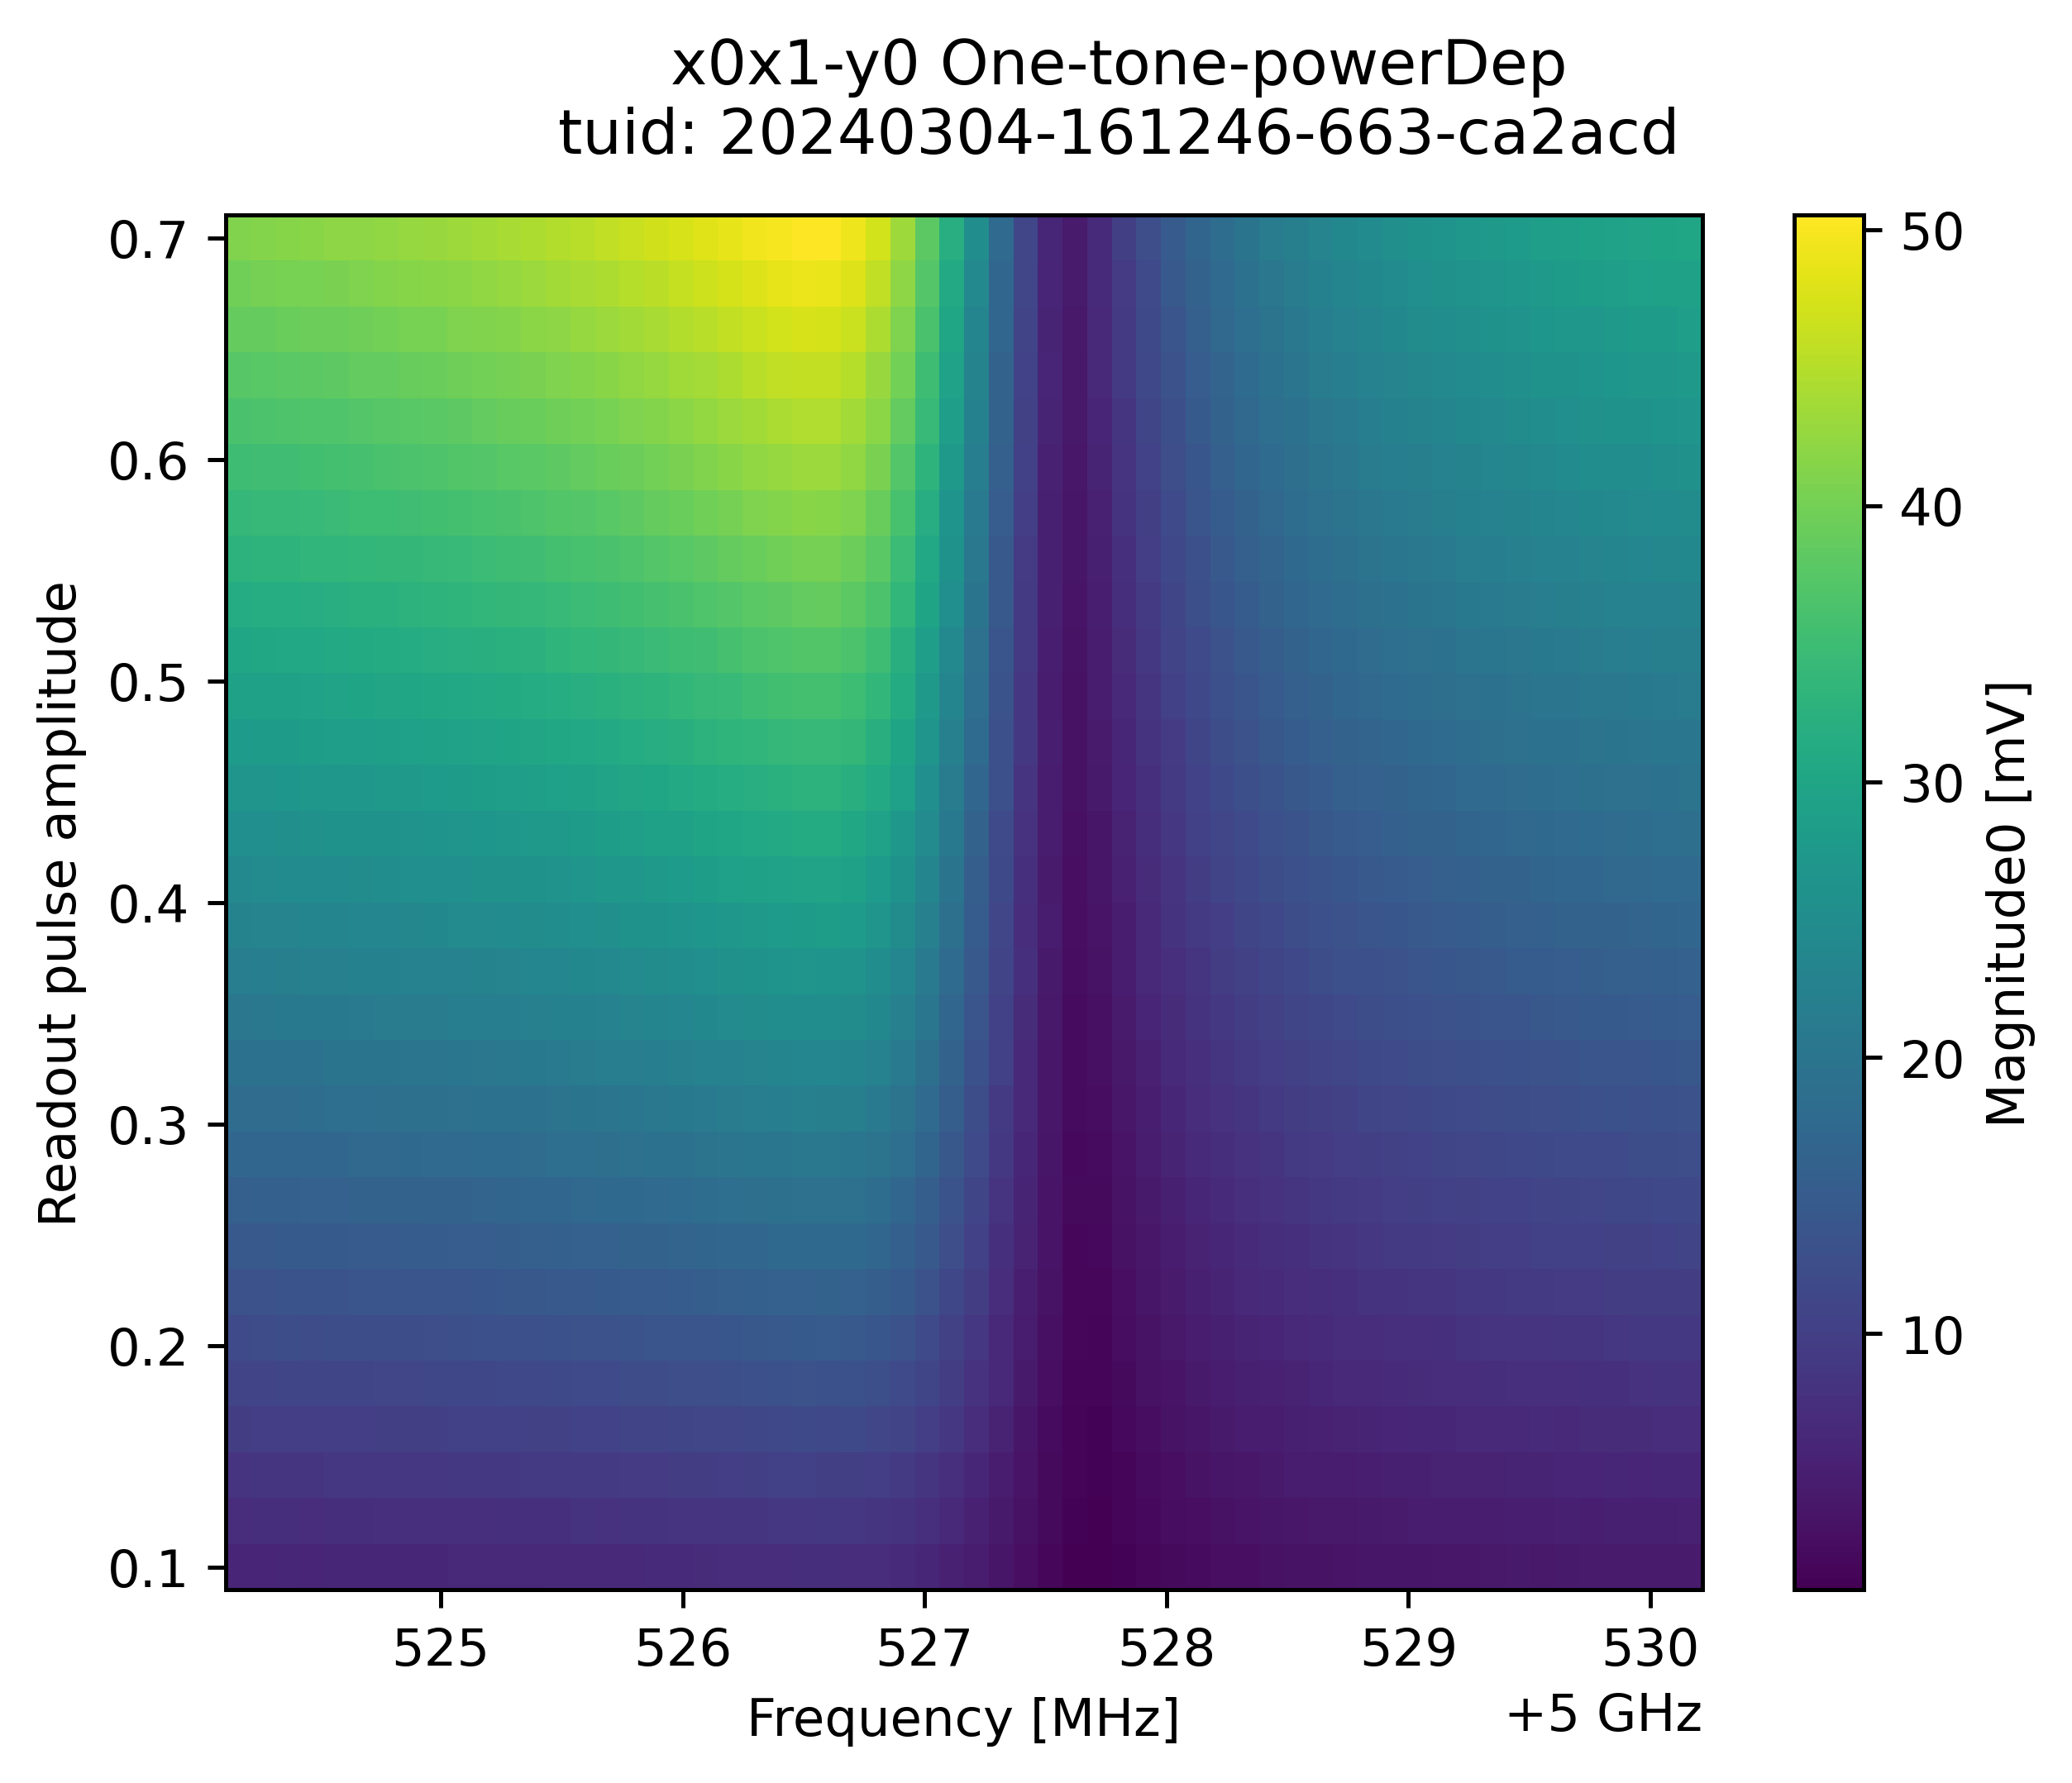 x0x1-y0 One-tone-powerDep
tuid: 20240304-161246-663-ca2acd
Readout pulse amplitude
0.7
0.6
0.5
0.4
0.3
0.2
0.1
525 526 527 528 529 530
Frequency [MHz]
+5 GHz
50
40
30
20
10
Magnitude0 [mV]